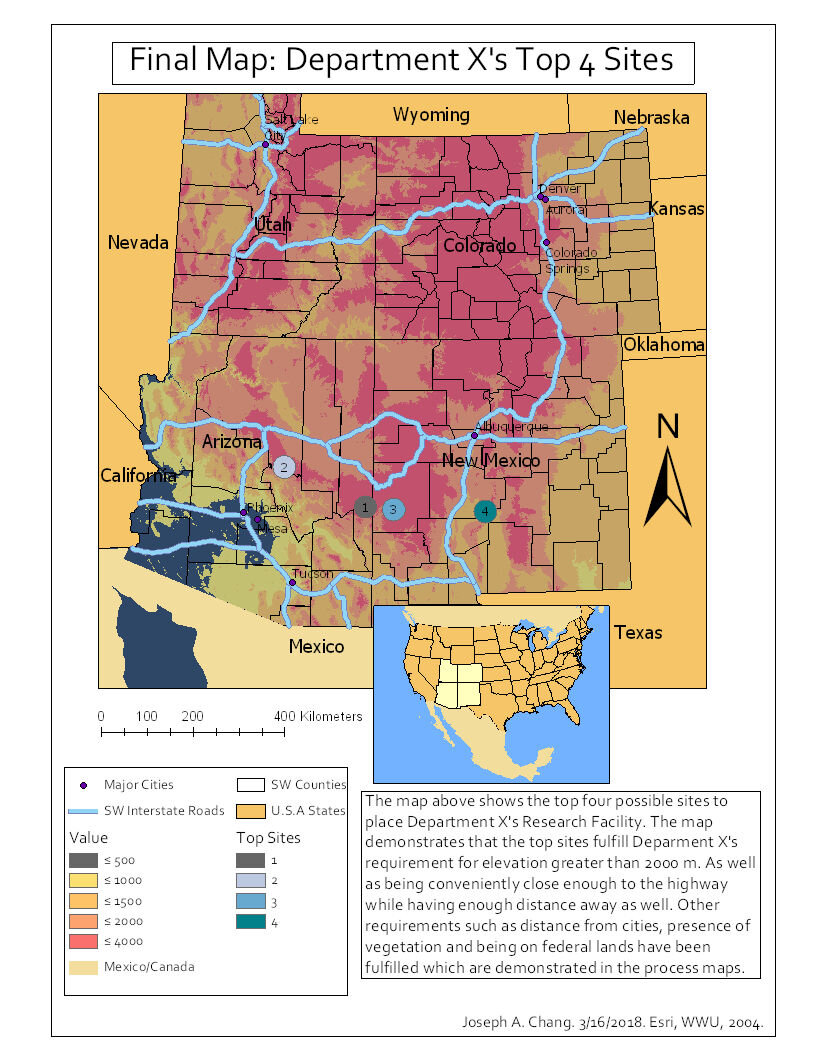 Final Map: Department X's Top 4 Sites
Wyoming
Nebraska
Salt Lake
City
Denver
Aurora
Kansas
Utah
Nevada
Colorado
Colorado
Springs
Oklahoma
N
Albuquerque
Arizona
New Mexico
2
California
1
3
4
Phoenix
Mesa
Tucson
Mexico
Texas
0 100 200 400 Kilometers
Major Cities
SW Counties
SW Interstate Roads
U.S.A States
Value
Top Sites
≤ 500
1
≤ 1000
2
≤ 1500
3
≤ 2000
4
≤ 4000
Mexico/Canada
The map above shows the top four possible sites to
place Department X's Research Facility. The map
demonstrates that the top sites fulfill Deparment X's
requirement for elevation greater than 2000 m. As well
as being conveniently close enough to the highway
while having enough distance away as well. Other
requirements such as distance from cities, presence of
vegetation and being on federal lands have been
fulfilled which are demonstrated in the process maps.
Joseph A. Chang. 3/16/2018. Esri, WWU, 2004.